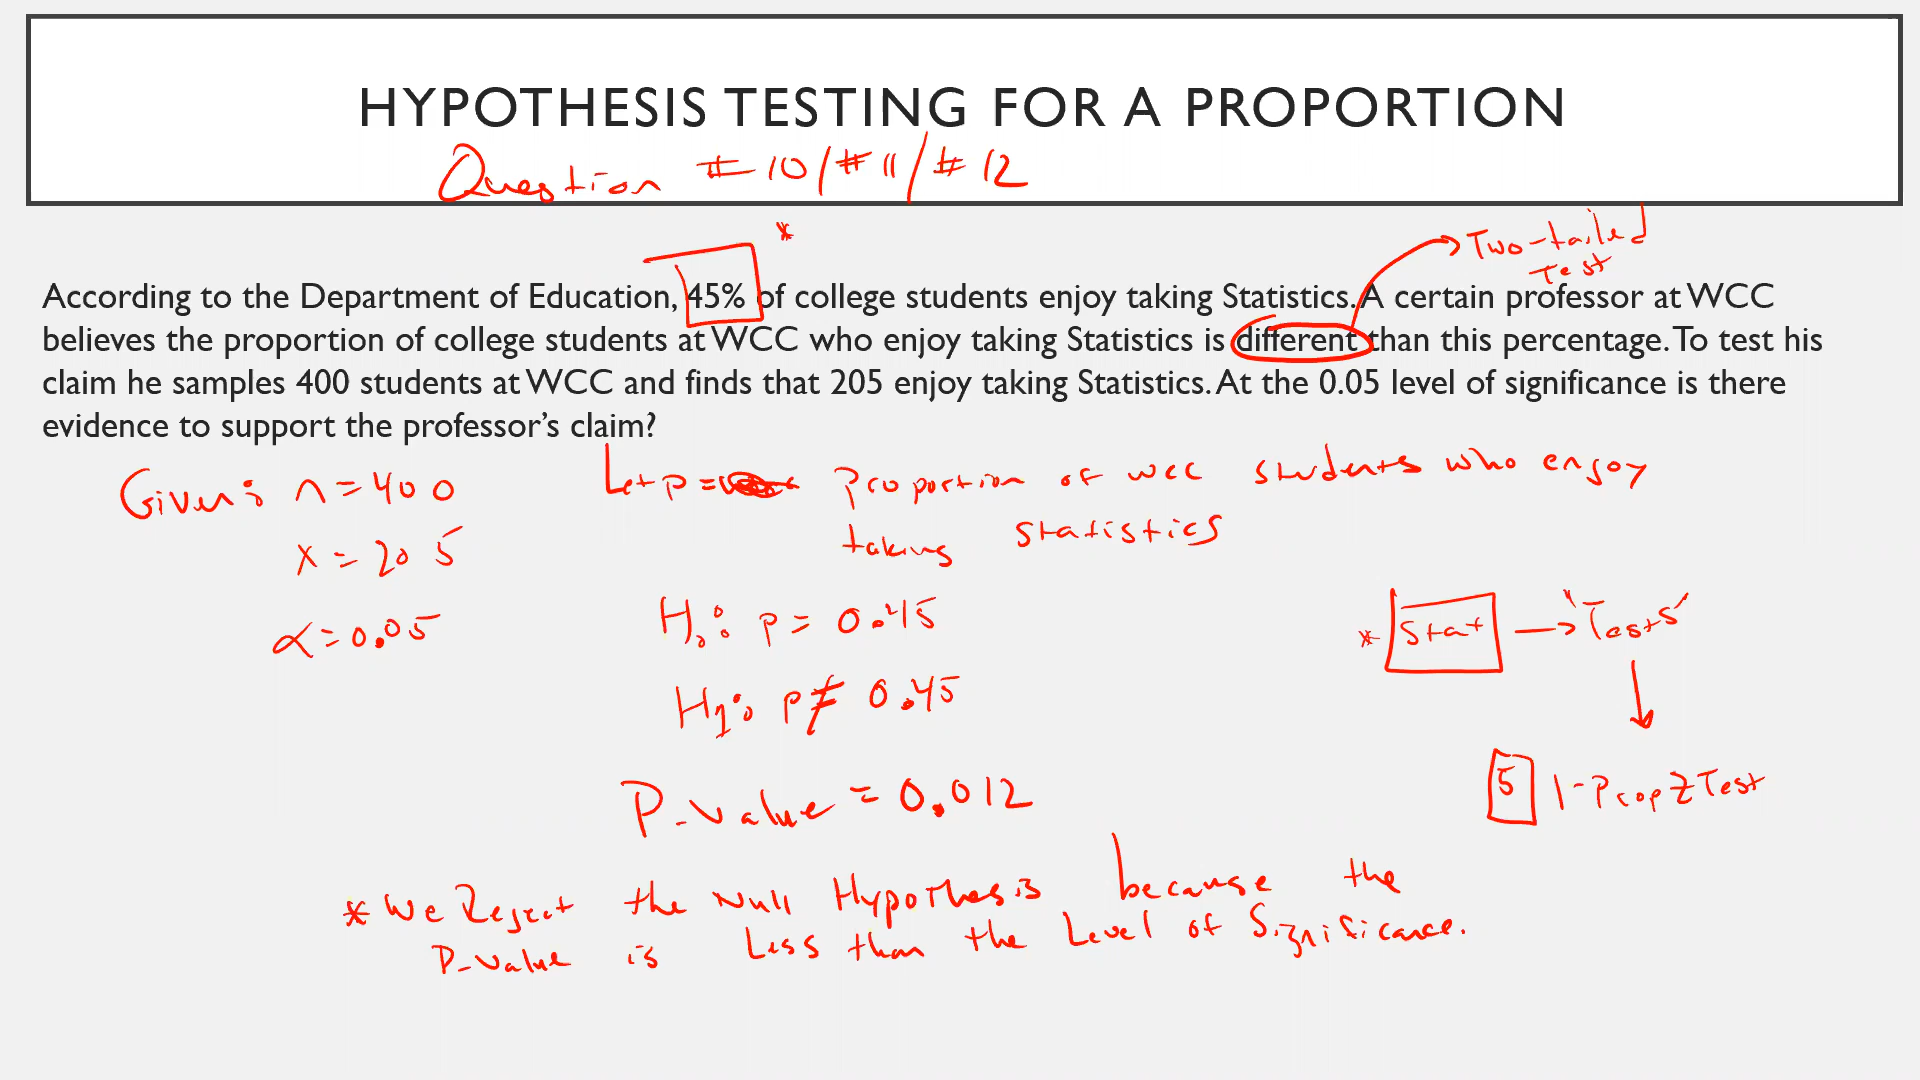 HYPOTHESIS TESTING FOR A PROPORTION
Question #10/#11/#12
*
Two-tailed
Test
According to the Department of Education, 45% of college students enjoy taking Statistics. A certain professor at WCC
believes the proportion of college students at WCC who enjoy taking Statistics is different than this percentage. To test his
claim he samples 400 students at WCC and finds that 205 enjoy taking Statistics. At the 0.05 level of significance is there
evidence to support the professor’s claim?
Given: n=400
x=205
α=0.05
Let p= Proportion of WCC students who enjoy
taking statistics
H₀: p = 0.45
H₁: p ≠ 0.45
* Stat → "Tests"
5 1-PropZTest
P-value = 0.012
* We Reject the Null Hypothesis because the
P-value is Less than the Level of Significance.